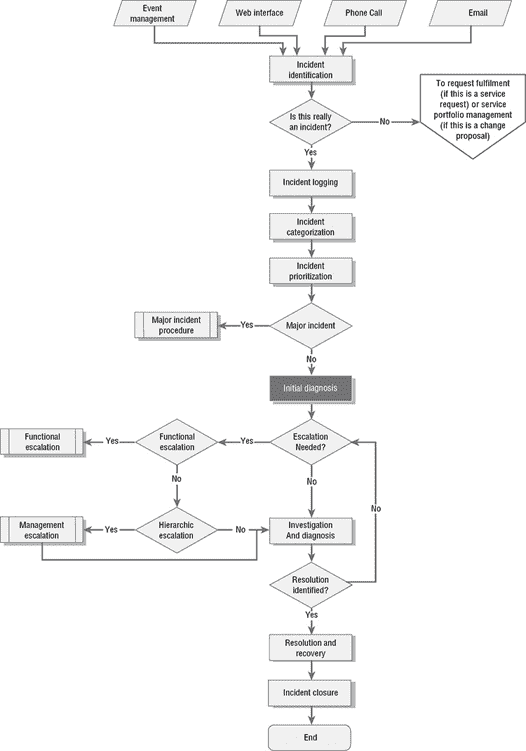 Event
management
Web interface
Phone Call
Email
Incident
identification
Is this really
an incident?
No
To request fulfilment
(if this is a service
request) or service
portfolio management
(if this is a change
proposal)
Yes
Incident logging
Incident
categorization
Incident
prioritization
Major incident
procedure
Yes
Major incident
No
Initial diagnosis
Functional
escalation
Yes
Functional
escalation
Yes
Escalation
Needed?
No
No
No
Management
escalation
Yes
Hierarchic
escalation
No
Investigation
And diagnosis
Resolution
identified?
Yes
Resolution and
recovery
Incident closure
End